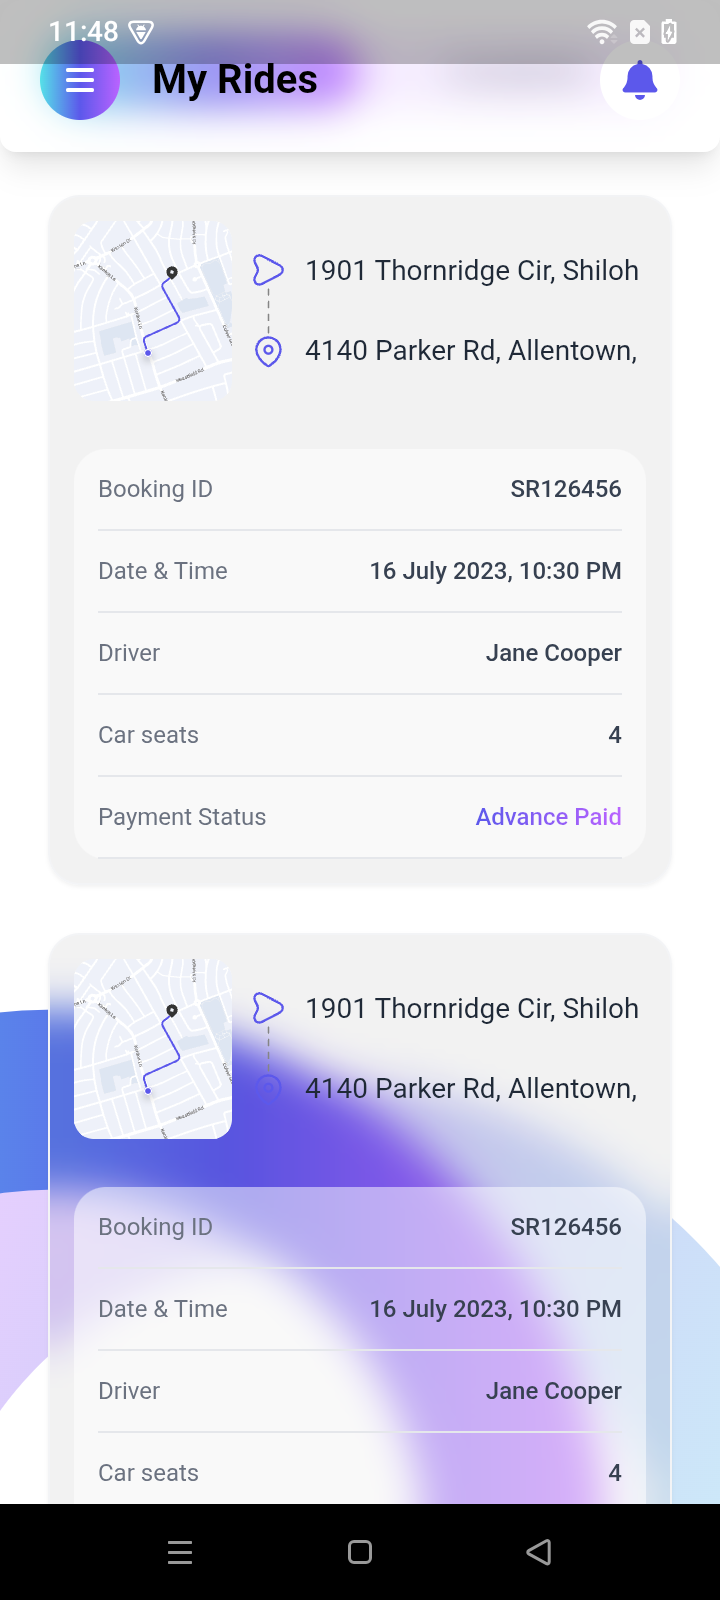 11:48
My Rides
1901 Thornridge Cir, Shiloh
4140 Parker Rd, Allentown,
Booking ID SR126456
Date & Time 16 July 2023, 10:30 PM
Driver Jane Cooper
Car seats 4
Payment Status Advance Paid
1901 Thornridge Cir, Shiloh
4140 Parker Rd, Allentown,
Booking ID SR126456
Date & Time 16 July 2023, 10:30 PM
Driver Jane Cooper
Car seats 4